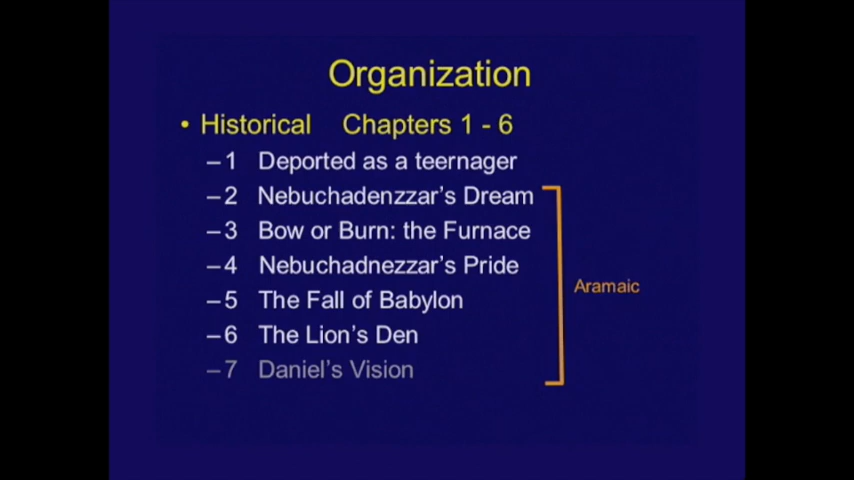 Organization
• Historical Chapters 1 - 6
–1 Deported as a teernager
–2 Nebuchadenzzar's Dream
–3 Bow or Burn: the Furnace
–4 Nebuchadnezzar's Pride
–5 The Fall of Babylon
–6 The Lion's Den
–7 Daniel's Vision
Aramaic